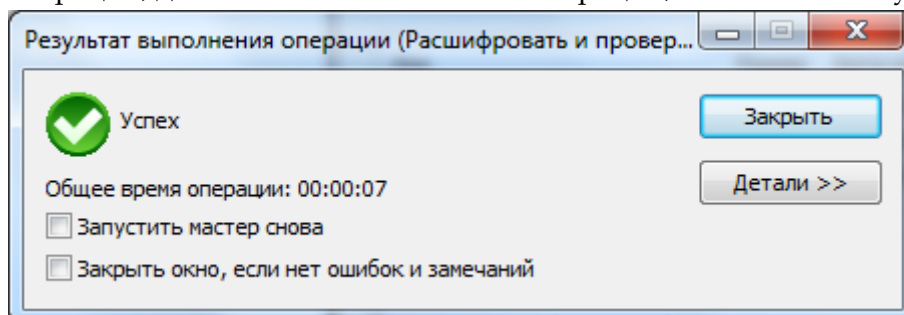 Результат выполнения операции (Расшифровать и провер...
Успех
Закрыть
Общее время операции: 00:00:07
Детали >>
Запустить мастер снова
Закрыть окно, если нет ошибок и замечаний